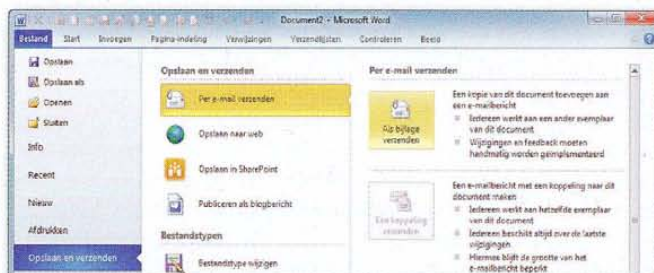 Document2 - Microsoft Word
Bestand Start Invoegen Pagina-indeling Verwijzingen Verzendlijsten Controleren Beeld
Opslaan
Opslaan als
Openen
Sluiten
Info
Recent
Nieuw
Afdrukken
Opslaan en verzenden
Opslaan en verzenden
Per e-mail verzenden
Opslaan naar web
Opslaan in SharePoint
Publiceren als blogbericht
Bestandstypen
Bestandstype wijzigen
Per e-mail verzenden
Als bijlage
verzenden
Een kopie van dit document toevoegen aan
een e-mailbericht
Iedereen werkt aan een ander exemplaar
van dit document
Wijzigingen en feedback moeten
handmatig worden geïmplementeerd
Een koppeling
verzenden
Een e-mailbericht met een koppeling naar dit
document maken
Iedereen werkt aan hetzelfde exemplaar
van dit document
Iedereen beschikt altijd over de laatste
wijzigingen
Hiermee blijft de grootte van het
e-mailbericht beperkt